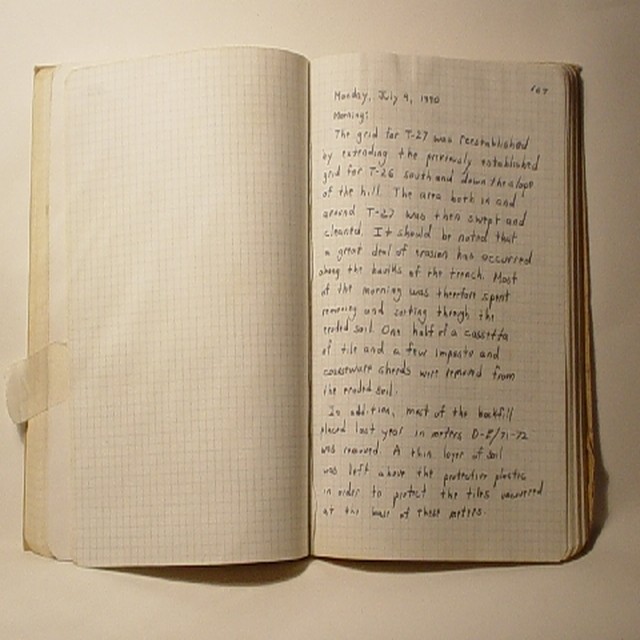 167
Monday, July 9, 1990
Morning:
The grid for T-27 was reestablished
by extending the previously established
grid for T-26 south and down the slope
of the hill. The area both in and
around T-27 was then swept and
cleaned. It should be noted that
a great deal of erosion has occurred
along the baulks of the trench. Most
of the morning was therefore spent
removing and sorting through the
eroded soil. One half of a cassetta
of tile and a few impasto and
coarseware sherds were removed from
the eroded soil.
In addition, most of the backfill
placed last year in meters D-E/71-72
was removed. A thin layer of soil
was left above the protective plastic
in order to protect the tiles uncovered
at the base of these meters.